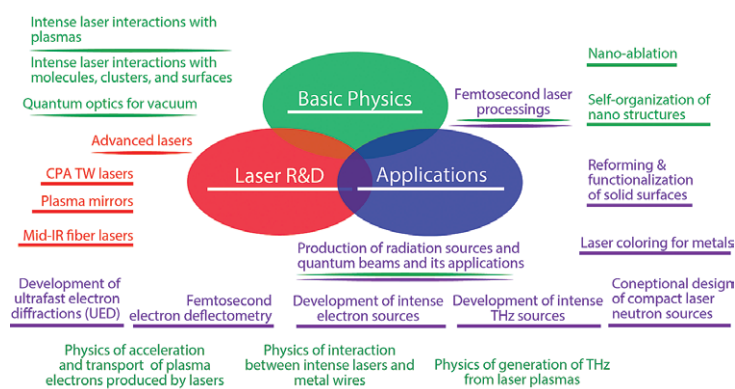 Intense laser interactions with
plasmas
Intense laser interactions with
molecules, clusters, and surfaces
Quantum optics for vacuum
Advanced lasers
CPA TW lasers
Plasma mirrors
Mid-IR fiber lasers
Basic Physics
Laser R&D
Applications
Femtosecond laser
processings
Nano-ablation
Self-organization of
nano structures
Reforming &
functionalization
of solid surfaces
Laser coloring for metals
Production of radiation sources and
quantum beams and its applications
Development of
ultrafast electron
diffractions (UED)
Femtosecond
electron deflectometry
Development of intense
electron sources
Development of intense
THz sources
Coneptional design
of compact laser
neutron sources
Physics of acceleration
and transport of plasma
electrons produced by lasers
Physics of interaction
between intense lasers and
metal wires
Physics of generation of THz
from laser plasmas